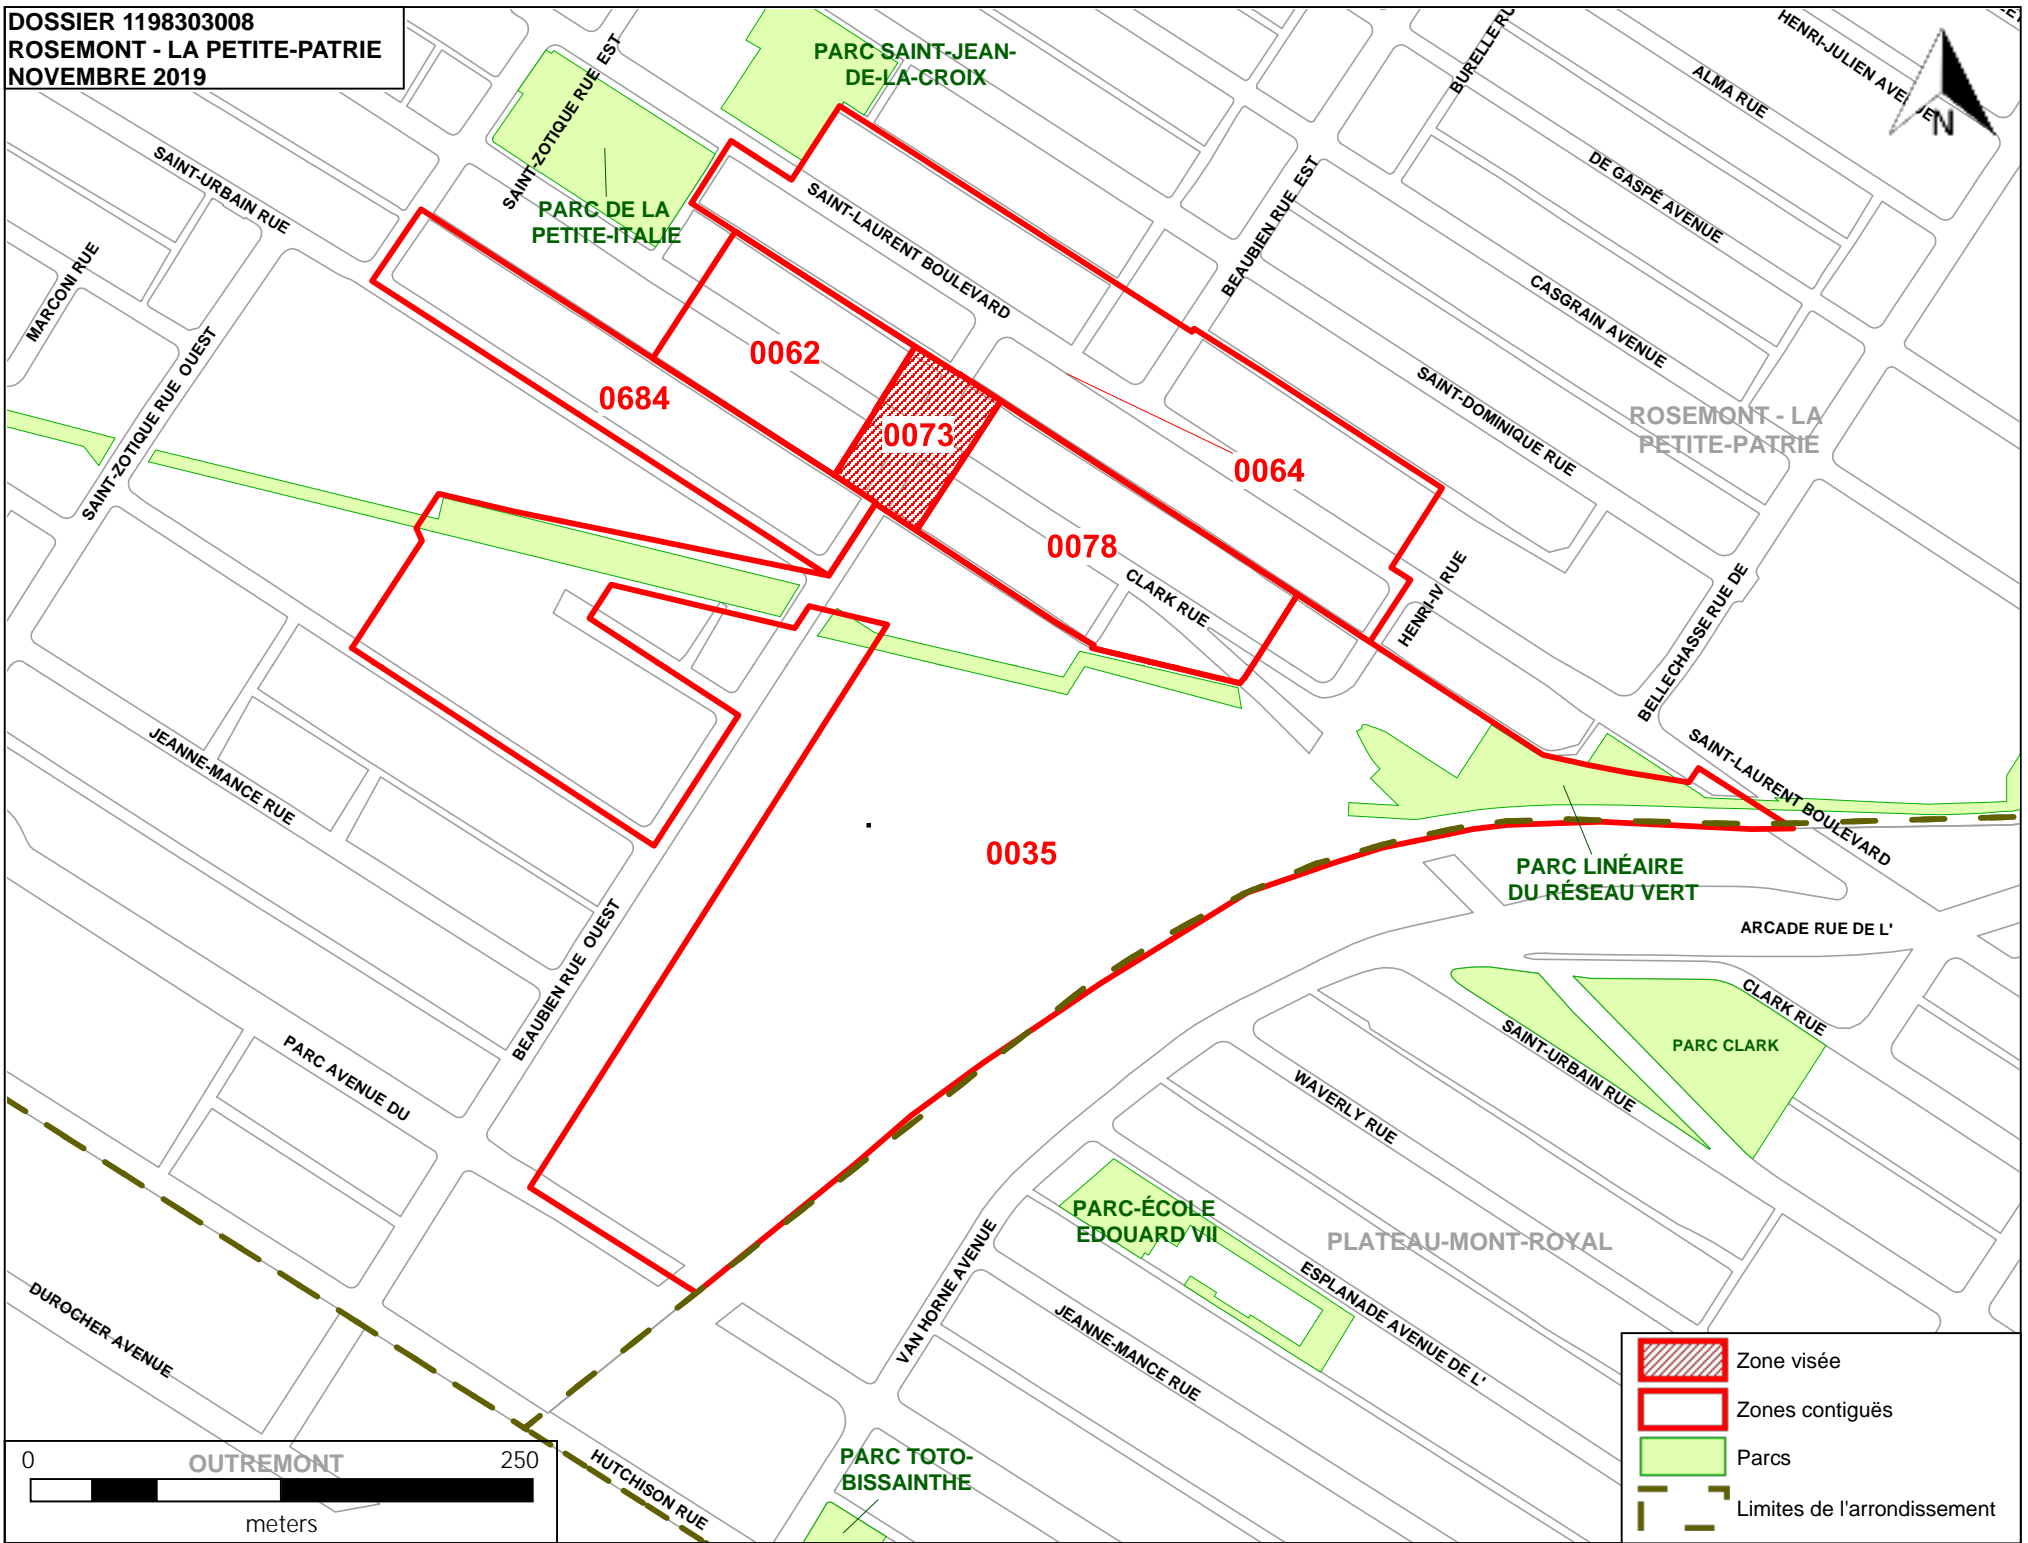 DOSSIER 1198303008
ROSEMONT - LA PETITE-PATRIE
NOVEMBRE 2019
PARC SAINT-JEAN-
DE-LA-CROIX
SAINT-ZOTIQUE RUE EST
HENRI-JULIEN AVENUE
ALMA RUE
N
SAINT-URBAIN RUE
PARC DE LA
PETITE-ITALIE
SAINT-LAURENT BOULEVARD
BEAUBIEN RUE EST
DE GASPÉ AVENUE
MARCONI RUE
CASGRAIN AVENUE
SAINT-ZOTIQUE RUE OUEST
0062
0684
0073
0064
SAINT-DOMINIQUE RUE
ROSEMONT - LA
PETITE-PATRIE
0078
CLARK RUE
HENRI-IV RUE
BELLECHASSE RUE DE
JEANNE-MANCE RUE
SAINT-LAURENT BOULEVARD
0035
PARC LINÉAIRE
DU RÉSEAU VERT
ARCADE RUE DE L'
BEAUBIEN RUE OUEST
CLARK RUE
SAINT-URBAIN RUE
PARC CLARK
PARC AVENUE DU
WAVERLY RUE
PARC-ÉCOLE
EDOUARD VII
PLATEAU-MONT-ROYAL
VAN HORNE AVENUE
ESPLANADE AVENUE DE L'
JEANNE-MANCE RUE
DUROCHER AVENUE
Zone visée
Zones contiguës
Parcs
Limites de l'arrondissement
0
OUTREMONT
250
meters
HUTCHISON RUE
PARC TOTO-
BISSAINTHE